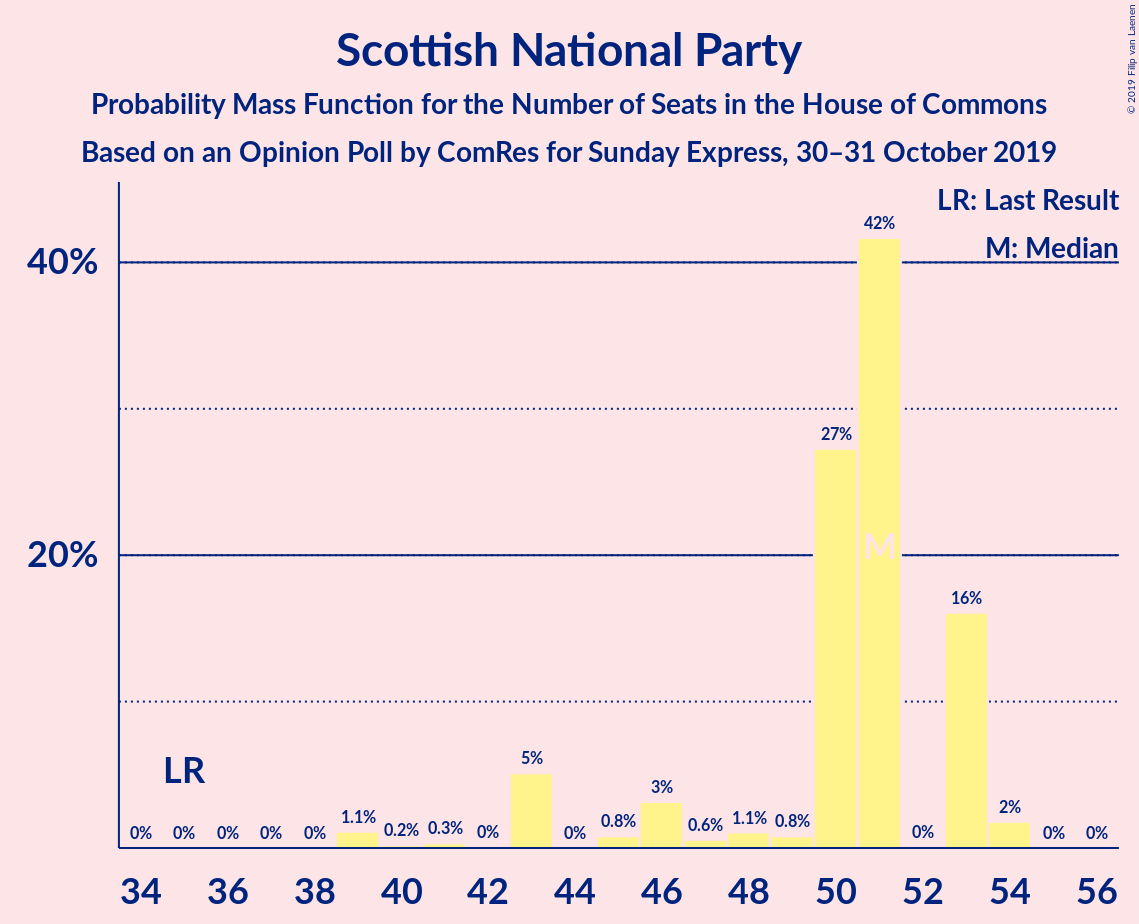 Scottish National Party
Probability Mass Function for the Number of Seats in the House of Commons
Based on an Opinion Poll by ComRes for Sunday Express, 30–31 October 2019
© 2019 Filip van Laenen
LR: Last Result
M: Median
40%
20%
LR
M
0% 0% 0% 0% 0% 1.1% 0.2% 0.3% 0% 5% 0% 0.8% 3% 0.6% 1.1% 0.8% 27% 42% 0% 16% 2% 0% 0%
34 36 38 40 42 44 46 48 50 52 54 56